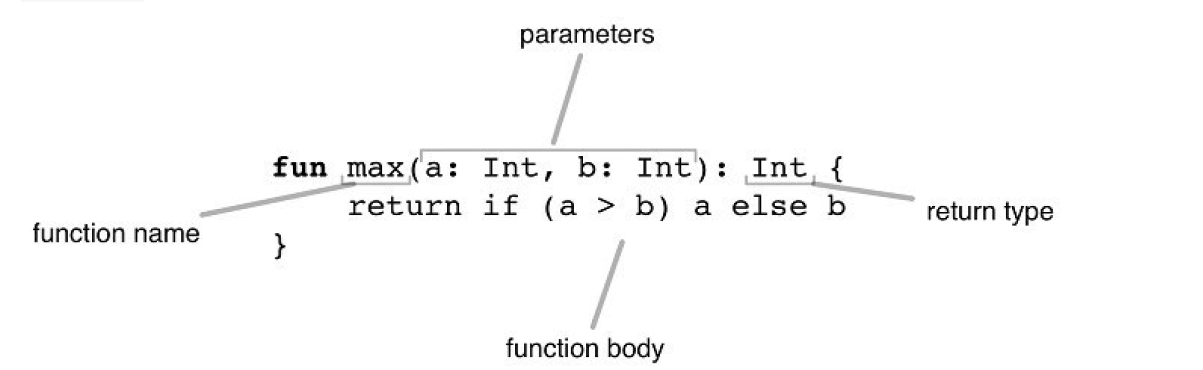 parameters
fun max(a: Int, b: Int): Int {
return if (a > b) a else b
return type
function name
}
function body